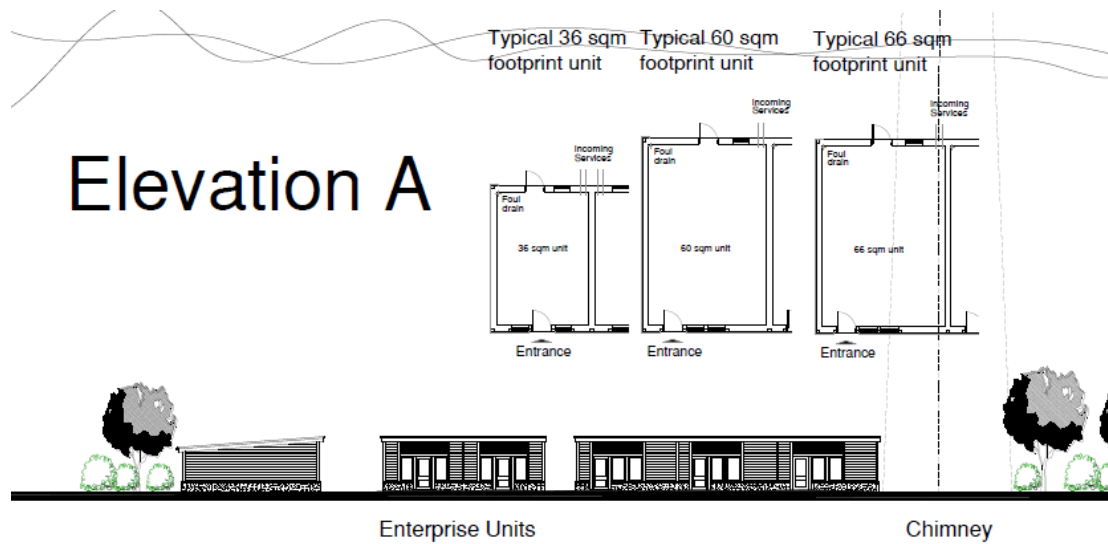 Typical 36 sqm
footprint unit
Typical 60 sqm
footprint unit
Typical 66 sqm
footprint unit
Elevation A
Incoming
Services
Foul
drain
36 sqm unit
Entrance
Incoming
Services
Foul
drain
60 sqm unit
Entrance
Incoming
Services
Foul
drain
66 sqm unit
Entrance
Enterprise Units
Chimney